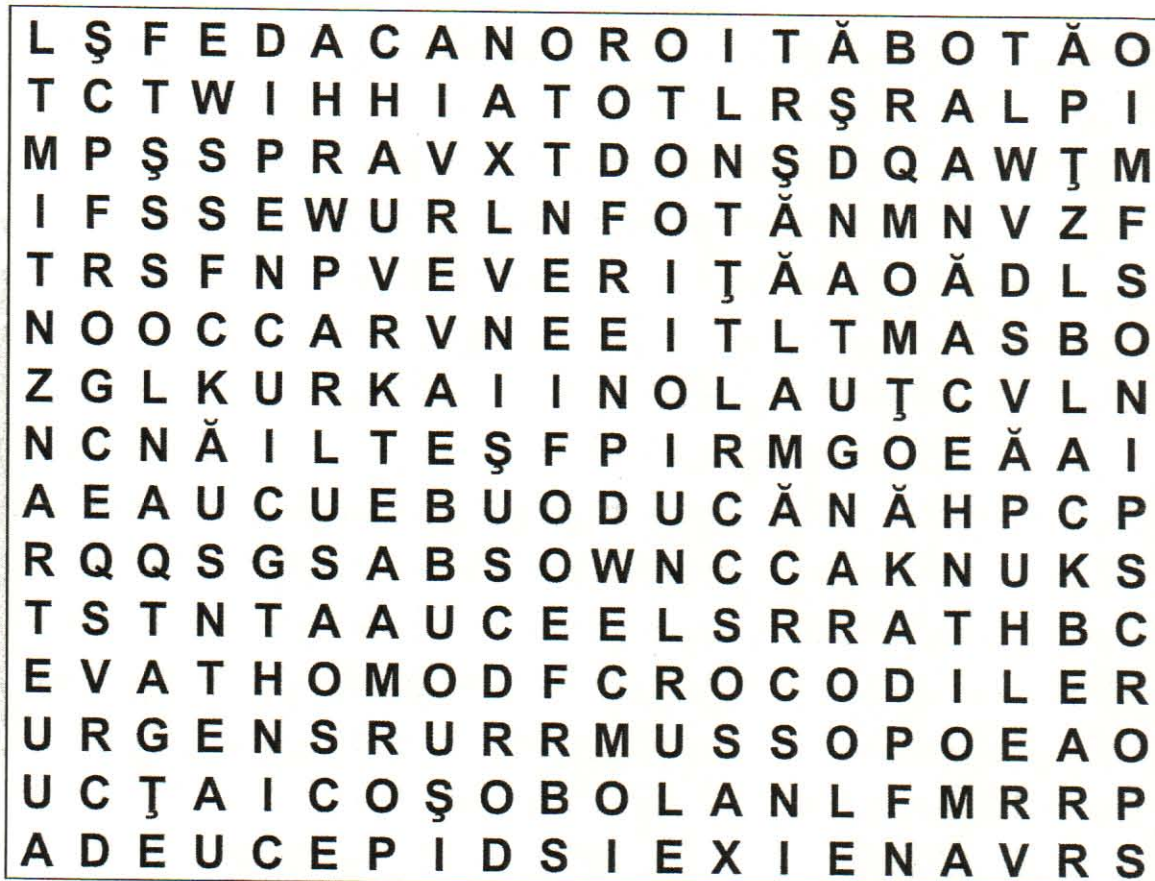 L Ş F E D A C A N O R O I T Ă B O T Ă O
T C T W I H H I A T O T L R Ş R A L P I
M P Ş S P R A V X T D O N Ş D Q A W Ţ M
I F S S E W U R L N F O T Ă N M N V Z F
T R S F N P V E V E R I Ţ Ă A O Ă D L S
N O O C C A R V N E E I T L T M A S B O
Z G L K U R K A I I N O L A U Ţ C V L N
N C N Ă I L T E Ş F P I R M G O E Ă A I
A E A U C U E B U O D U C Ă N Ă H P C P
R Q Q S G S A B S O W N C C A K N U K S
T S T N T A A U C E E L S R R A T H B C
E V A T H O M O D F C R O C O D I L E R
U R G E N S R U R R M U S S O P O E A O
U C Ţ A I C O Ş O B O L A N L F M R R P
A D E U C E P I D S I E X I E N A V R S